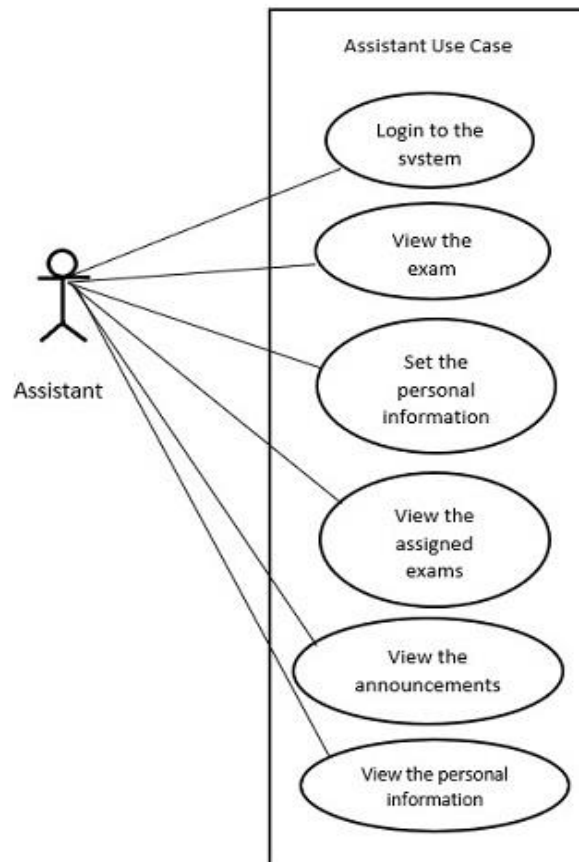 Assistant Use Case
Login to the
system
View the
exam
Assistant
Set the
personal
information
View the
assigned
exams
View the
announcements
View the personal
information